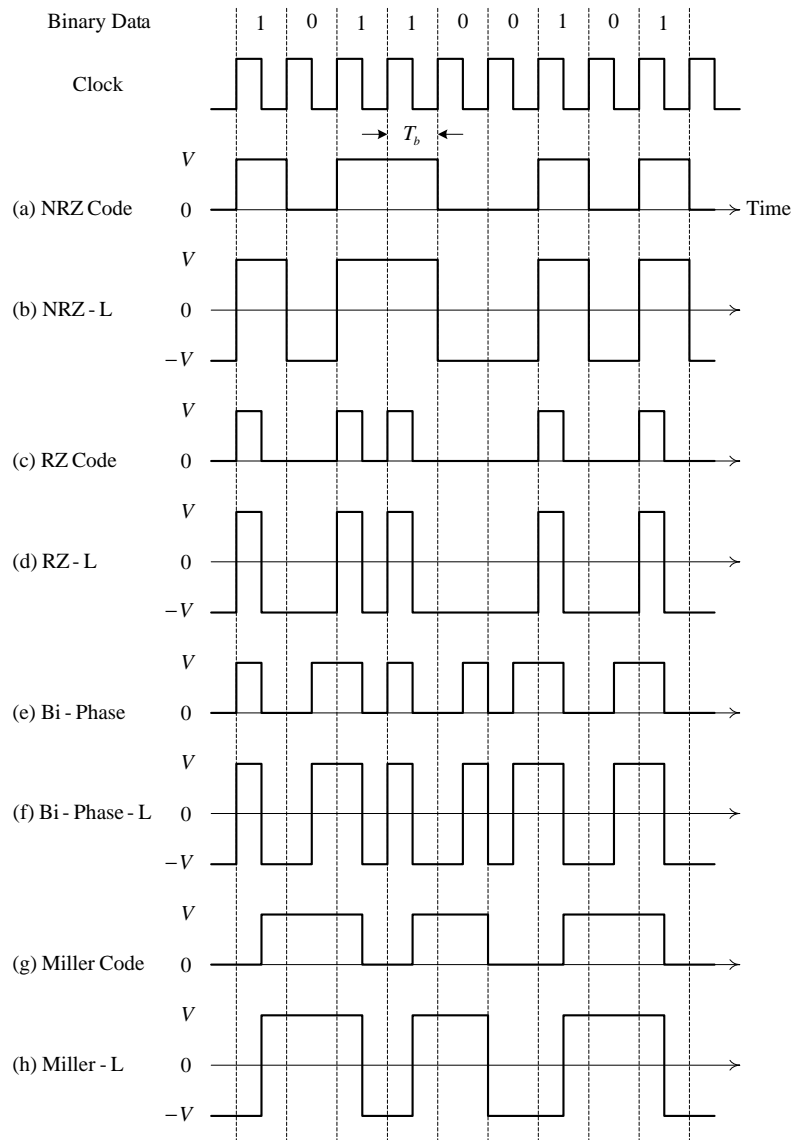 Binary Data 1 0 1 1 0 0 1 0 1
Clock
T_b
V
(a) NRZ Code 0 Time
V
(b) NRZ - L 0
−V
V
(c) RZ Code 0
V
(d) RZ - L 0
−V
V
(e) Bi - Phase 0
V
(f) Bi - Phase - L 0
−V
V
(g) Miller Code 0
V
(h) Miller - L 0
−V